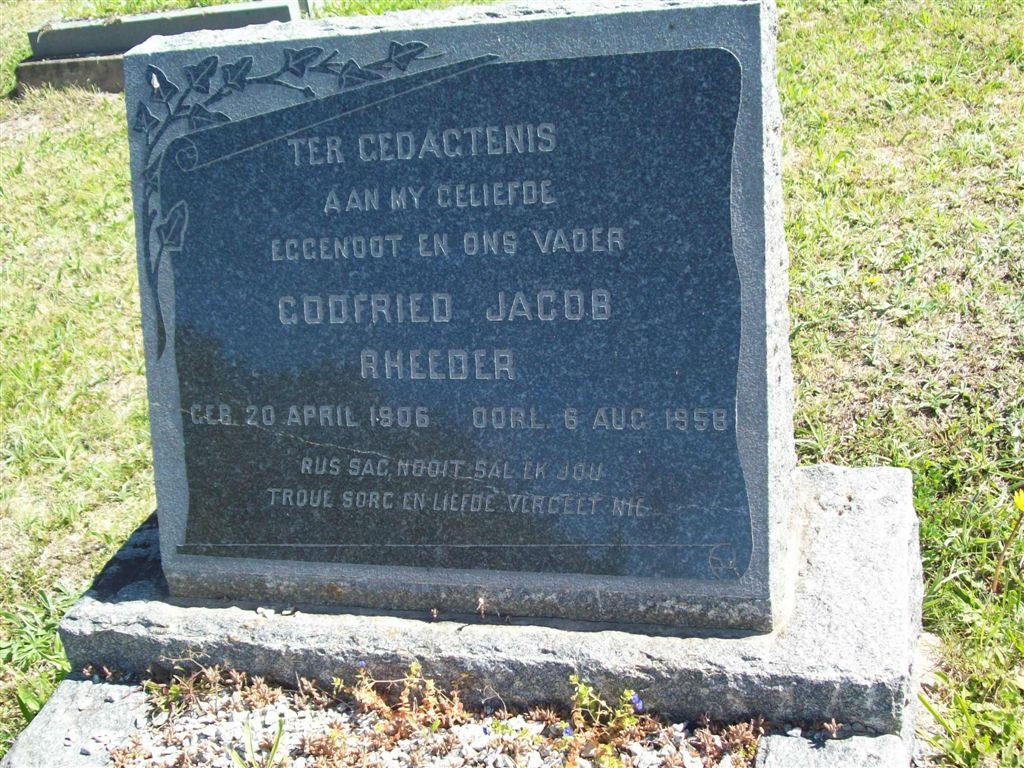 TER GEDAGTENIS
AAN MY GELIEFDE
EGGENOOT EN ONS VADER
GODFRIED JACOB
RHEEDER
GEB. 20 APRIL 1906 OORL. 6 AUG. 1958
RUS SAG, NOOIT SAL EK JOU
TROUE SORG EN LIEFDE VERGEET NIE